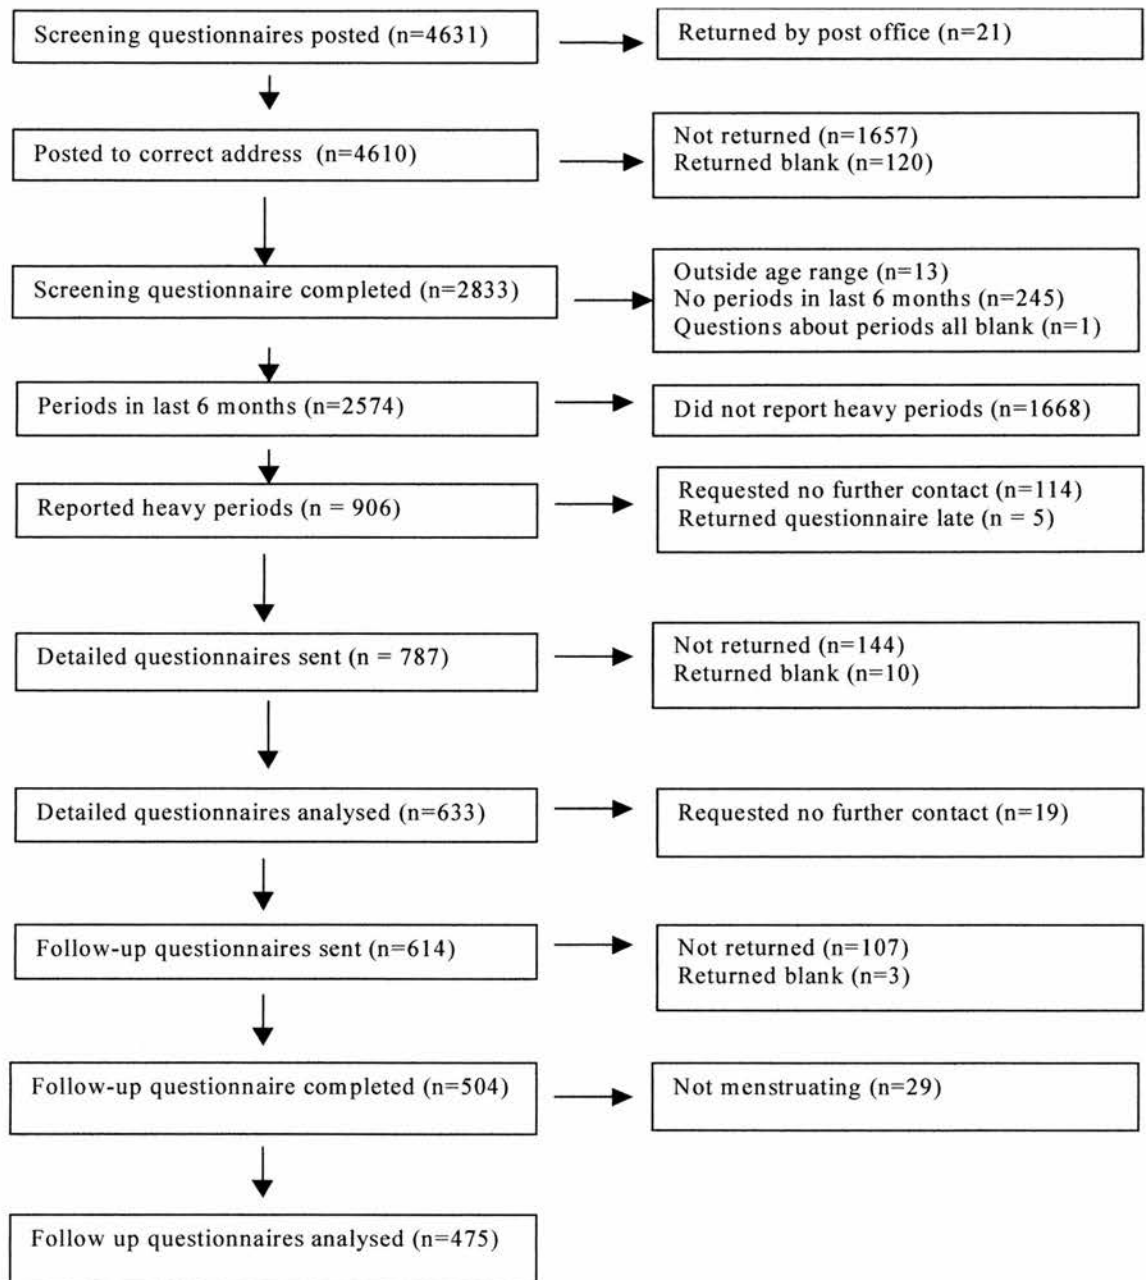 Screening questionnaires posted (n=4631)
Returned by post office (n=21)
Posted to correct address (n=4610)
Not returned (n=1657)
Returned blank (n=120)
Screening questionnaire completed (n=2833)
Outside age range (n=13)
No periods in last 6 months (n=245)
Questions about periods all blank (n=1)
Periods in last 6 months (n=2574)
Did not report heavy periods (n=1668)
Reported heavy periods (n = 906)
Requested no further contact (n=114)
Returned questionnaire late (n = 5)
Detailed questionnaires sent (n = 787)
Not returned (n=144)
Returned blank (n=10)
Detailed questionnaires analysed (n=633)
Requested no further contact (n=19)
Follow-up questionnaires sent (n=614)
Not returned (n=107)
Returned blank (n=3)
Follow-up questionnaire completed (n=504)
Not menstruating (n=29)
Follow up questionnaires analysed (n=475)